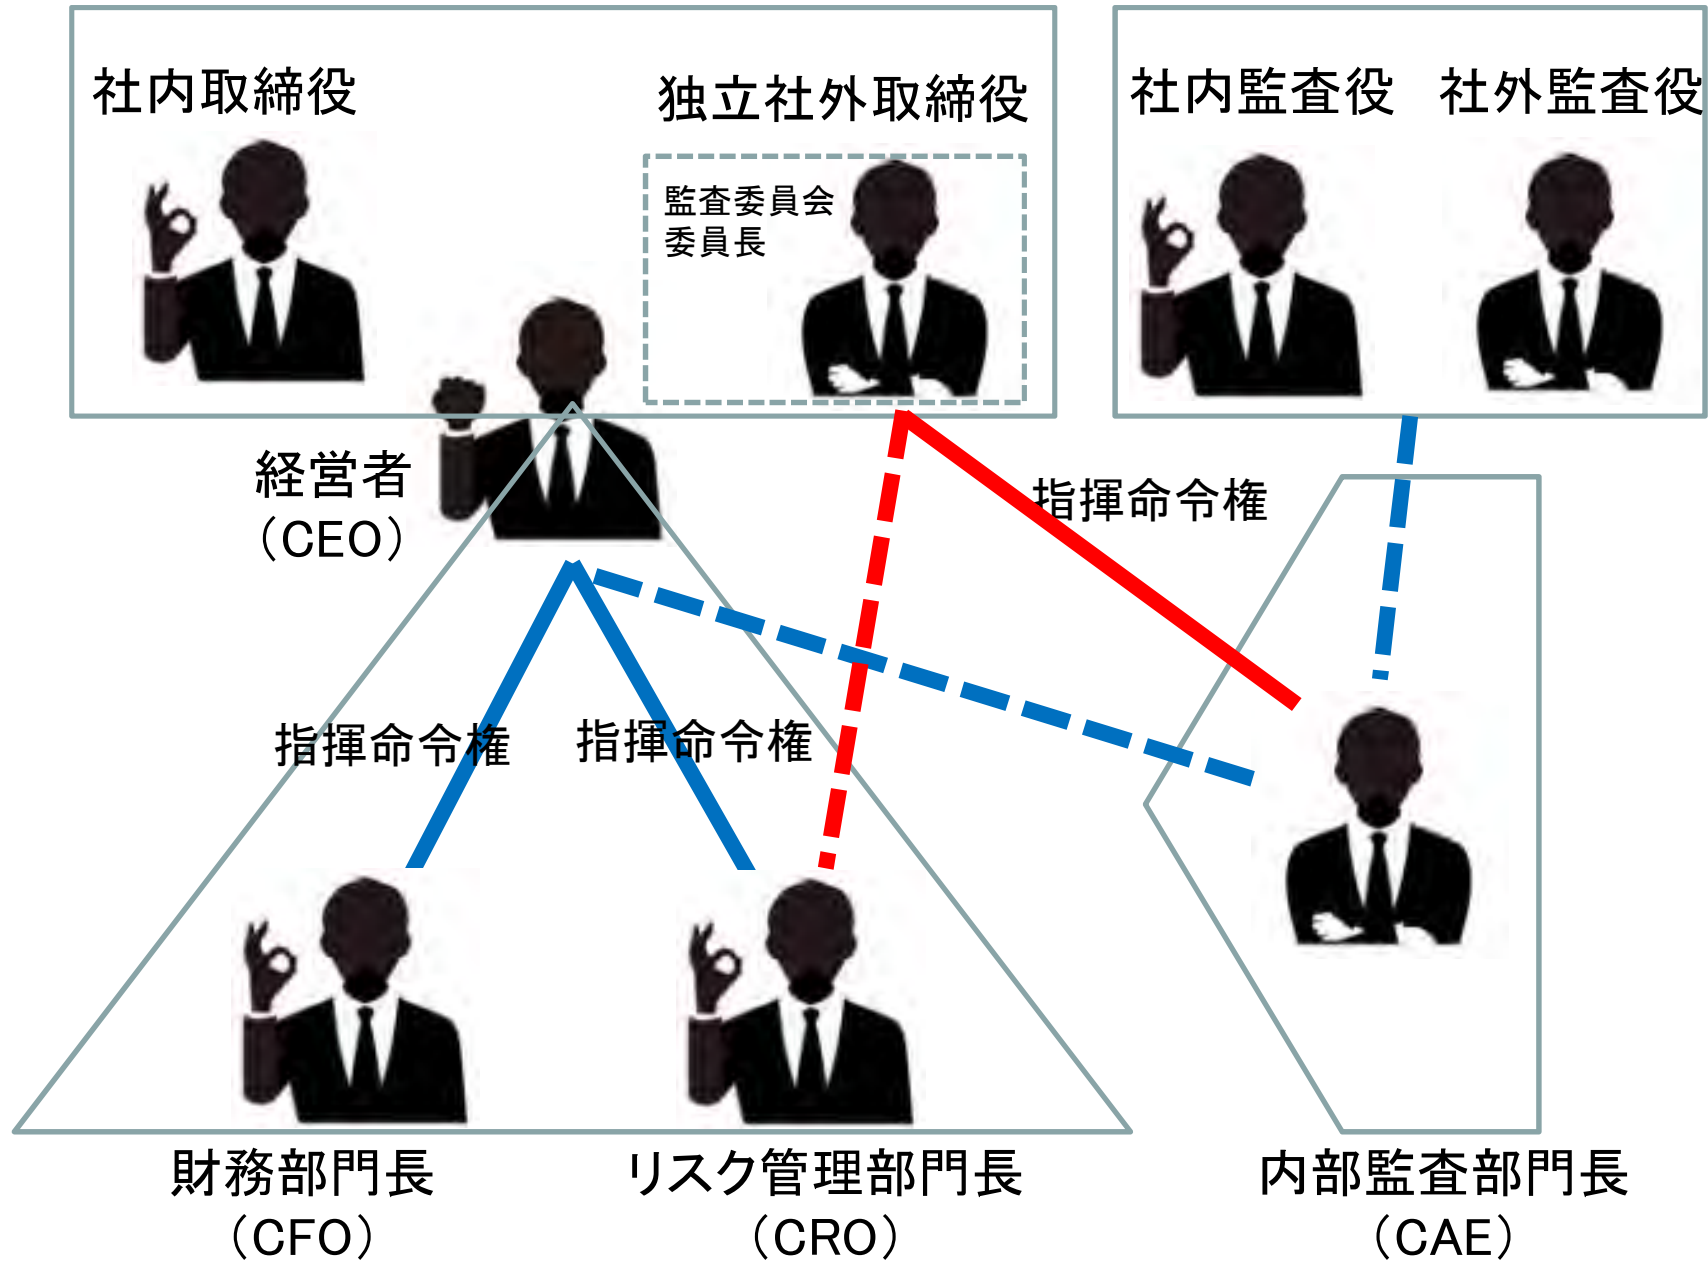 社内取締役
独立社外取締役
社内監査役
社外監査役
監査委員会
委員長
経営者
（CEO）
指揮命令権
指揮命令権
指揮命令権
財務部門長
（CFO）
リスク管理部門長
（CRO）
内部監査部門長
（CAE）